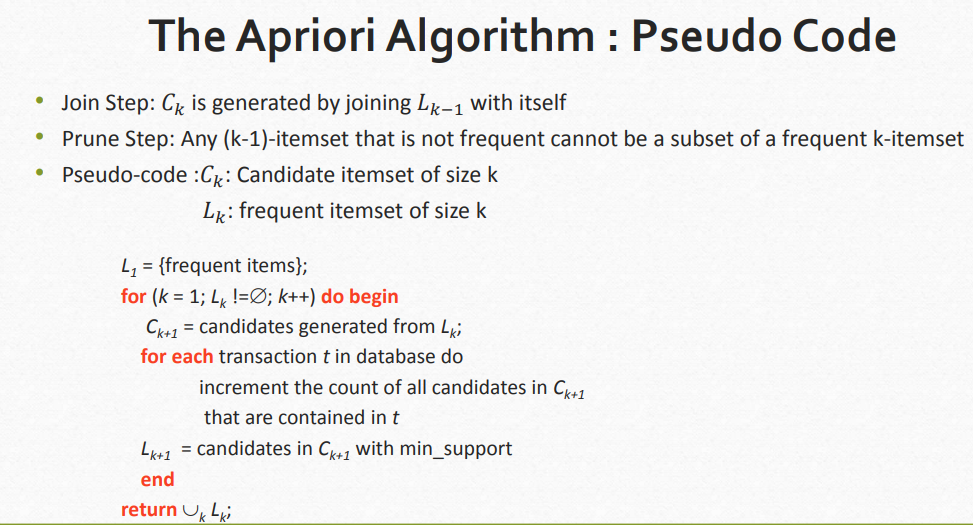 The Apriori Algorithm : Pseudo Code
• Join Step: Cₖ is generated by joining Lₖ₋₁ with itself
• Prune Step: Any (k-1)-itemset that is not frequent cannot be a subset of a frequent k-itemset
• Pseudo-code :Cₖ: Candidate itemset of size k
Lₖ: frequent itemset of size k
L₁ = {frequent items};
for (k = 1; Lₖ !=∅; k++) do begin
Cₖ₊₁ = candidates generated from Lₖ;
for each transaction t in database do
increment the count of all candidates in Cₖ₊₁
that are contained in t
Lₖ₊₁ = candidates in Cₖ₊₁ with min_support
end
return ∪ₖ Lₖ;